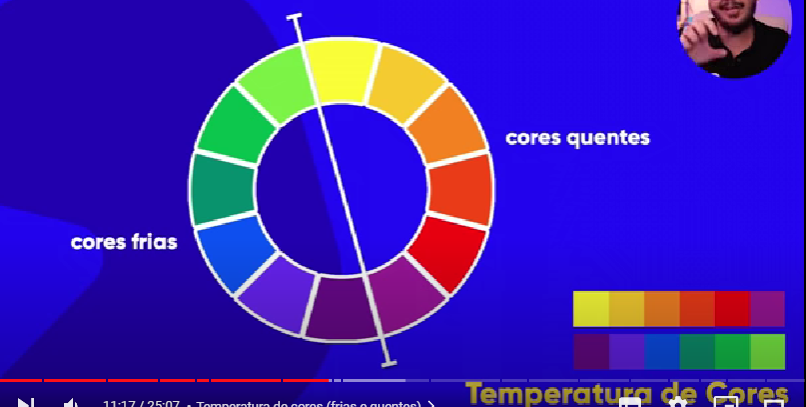 cores quentes
cores frias
Temperatura de Cores
11:17 / 25:07 • Temperatura de cores (frias e quentes) >